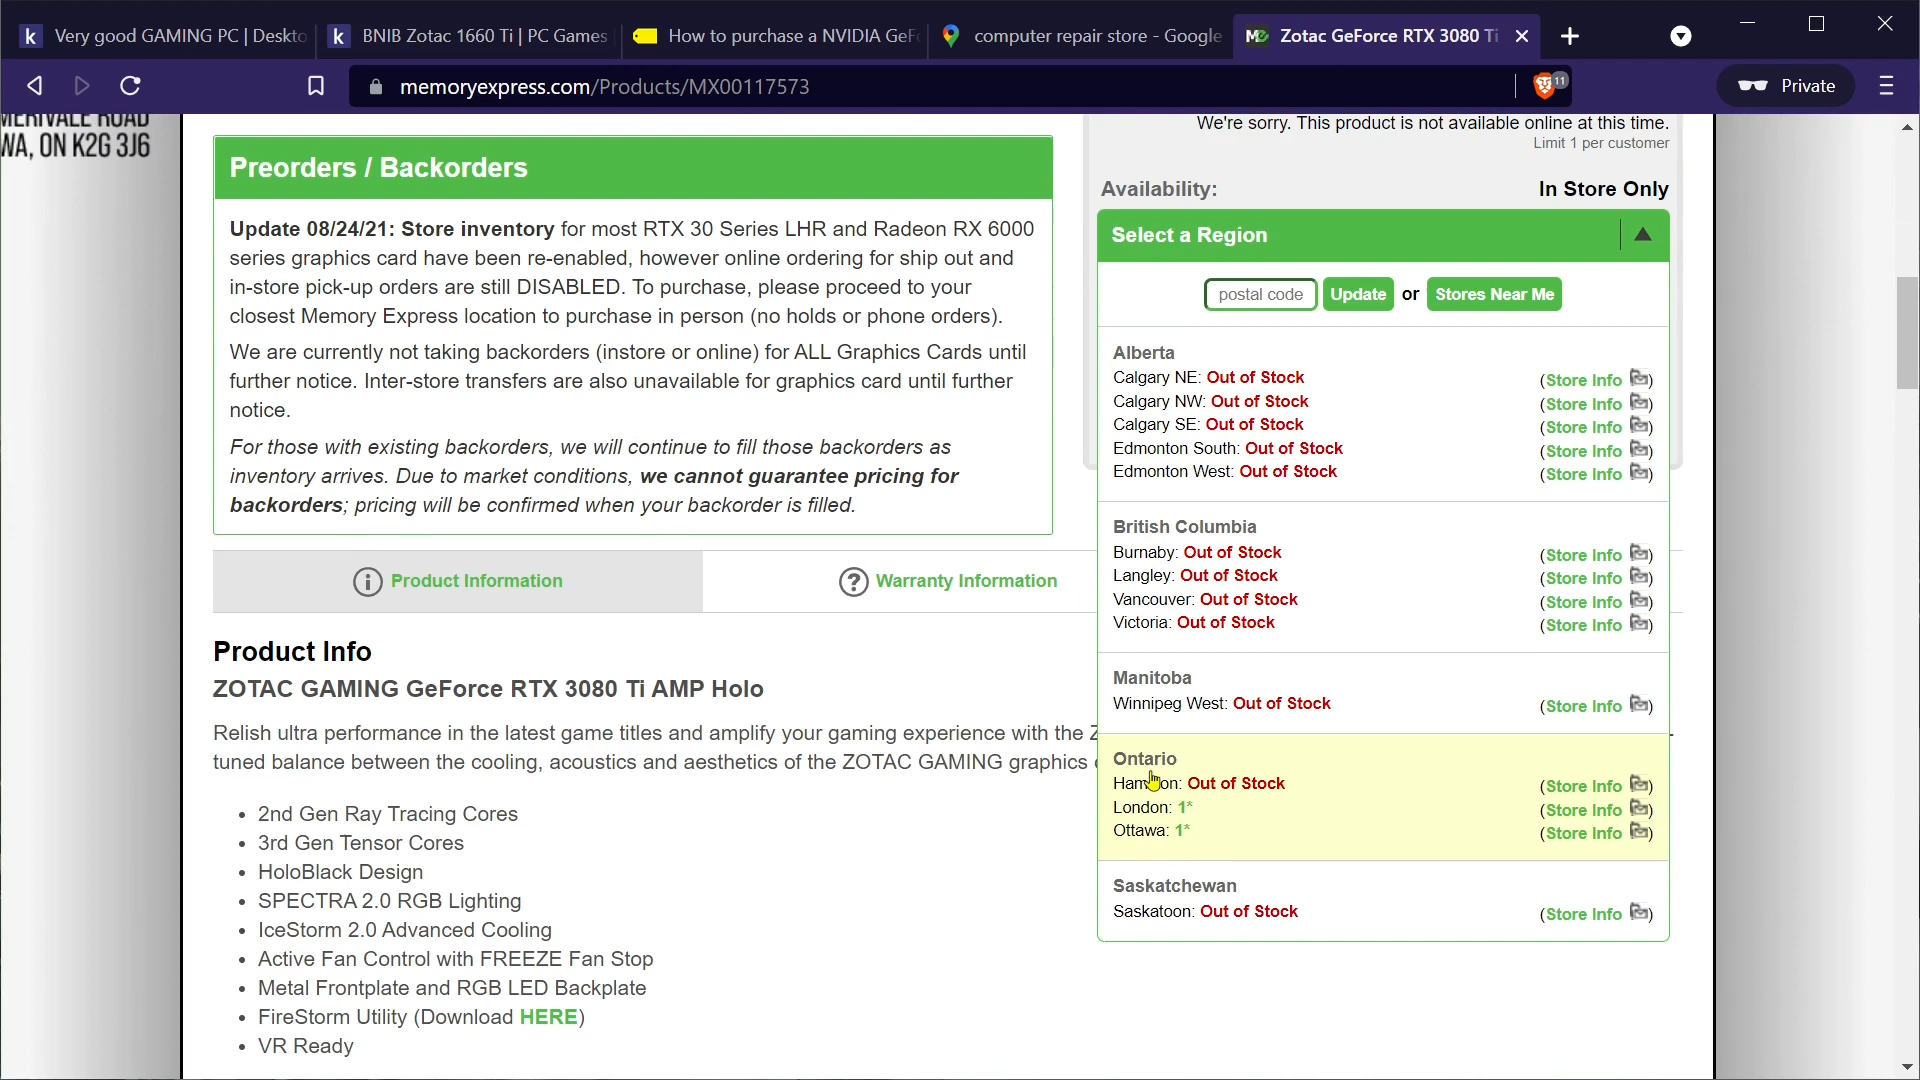 Very good GAMING PC | Deskto
BNIB Zotac 1660 Ti | PC Games
How to purchase a NVIDIA GeF
computer repair store - Google
Zotac GeForce RTX 3080 Ti
memoryexpress.com/Products/MX00117573
11
Private
MERIVALE ROAD
WA, ON K2G 3J6
Preorders / Backorders
Update 08/24/21: Store inventory for most RTX 30 Series LHR and Radeon RX 6000
series graphics card have been re-enabled, however online ordering for ship out and
in-store pick-up orders are still DISABLED. To purchase, please proceed to your
closest Memory Express location to purchase in person (no holds or phone orders).
We are currently not taking backorders (instore or online) for ALL Graphics Cards until
further notice. Inter-store transfers are also unavailable for graphics card until further
notice.
For those with existing backorders, we will continue to fill those backorders as
inventory arrives. Due to market conditions, we cannot guarantee pricing for
backorders; pricing will be confirmed when your backorder is filled.
Product Information
Warranty Information
Product Info
ZOTAC GAMING GeForce RTX 3080 Ti AMP Holo
Relish ultra performance in the latest game titles and amplify your gaming experience with the
tuned balance between the cooling, acoustics and aesthetics of the ZOTAC GAMING graphics
• 2nd Gen Ray Tracing Cores
• 3rd Gen Tensor Cores
• HoloBlack Design
• SPECTRA 2.0 RGB Lighting
• IceStorm 2.0 Advanced Cooling
• Active Fan Control with FREEZE Fan Stop
• Metal Frontplate and RGB LED Backplate
• FireStorm Utility (Download HERE)
• VR Ready
We're sorry. This product is not available online at this time.
Limit 1 per customer
Availability: In Store Only
Select a Region
postal code Update or Stores Near Me
Alberta
Calgary NE: Out of Stock (Store Info)
Calgary NW: Out of Stock (Store Info)
Calgary SE: Out of Stock (Store Info)
Edmonton South: Out of Stock (Store Info)
Edmonton West: Out of Stock (Store Info)
British Columbia
Burnaby: Out of Stock (Store Info)
Langley: Out of Stock (Store Info)
Vancouver: Out of Stock (Store Info)
Victoria: Out of Stock (Store Info)
Manitoba
Winnipeg West: Out of Stock (Store Info)
Ontario
Hamilton: Out of Stock (Store Info)
London: 1* (Store Info)
Ottawa: 1* (Store Info)
Saskatchewan
Saskatoon: Out of Stock (Store Info)